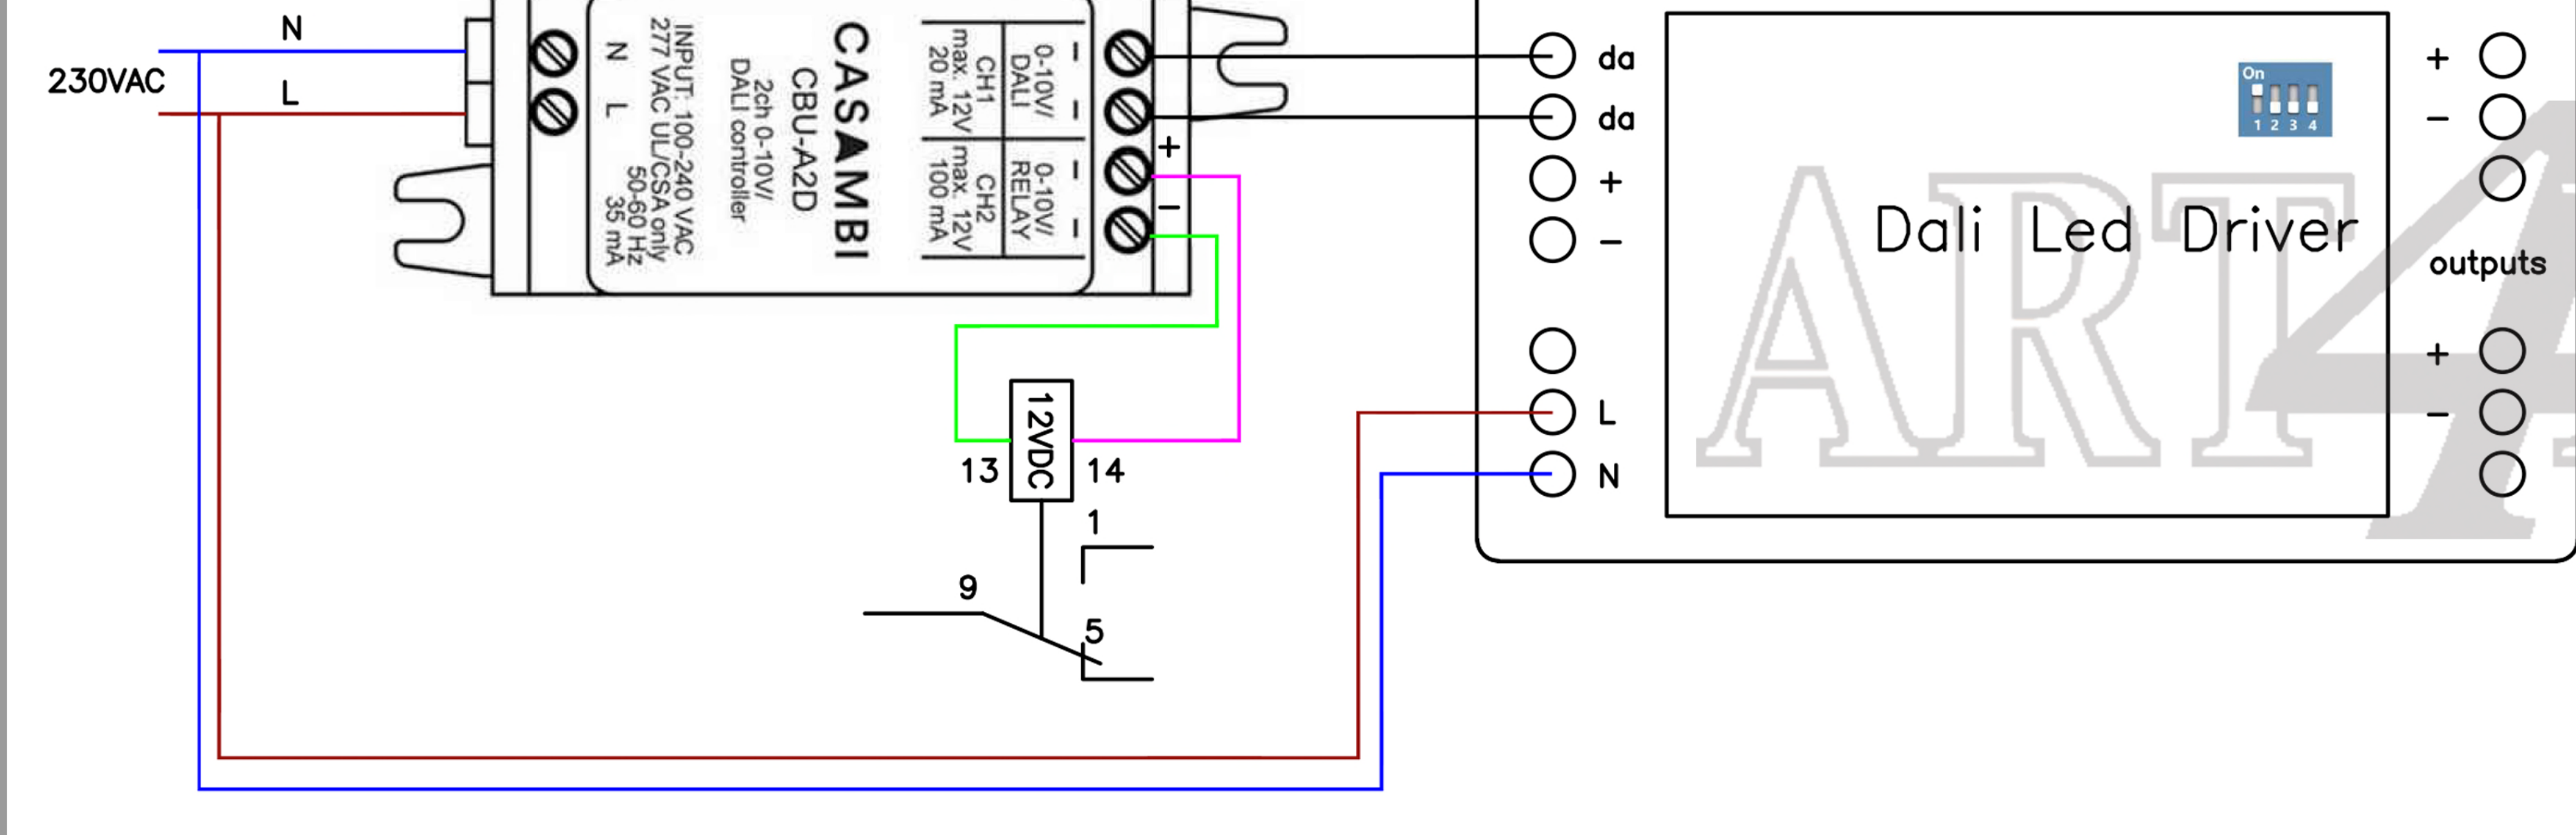 N
230VAC
L
N L
INPUT: 100-240 VAC
277 VAC UL/CSA only
50-60 Hz
35 mA
2ch 0-10V/
DALI controller
CBU-A2D
CASAMBI
0-10V/
DALI
CH1
max. 12V
20 mA
0-10V/
RELAY
CH2
max. 12V
100 mA
- - - -
+
-
12VDC
13
14
1
9
5
da
da
+
-
L
N
On
1 2 3 4
Dali Led Driver
+
-
outputs
+
-
ART4